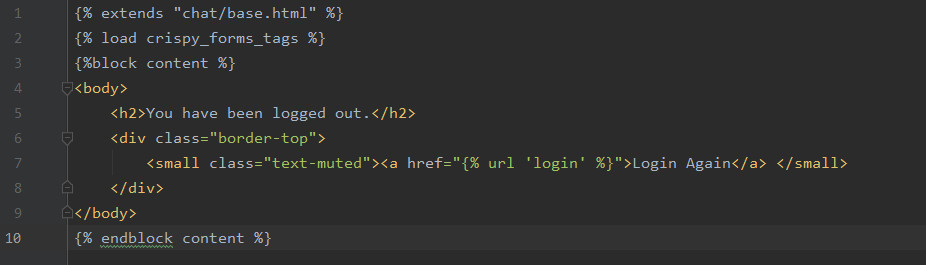 1 {% extends "chat/base.html" %}
2 {% load crispy_forms_tags %}
3 {%block content %}
4 <body>
5     <h2>You have been logged out.</h2>
6     <div class="border-top">
7         <small class="text-muted"><a href="{% url 'login' %}">Login Again</a> </small>
8     </div>
9 </body>
10 {% endblock content %}